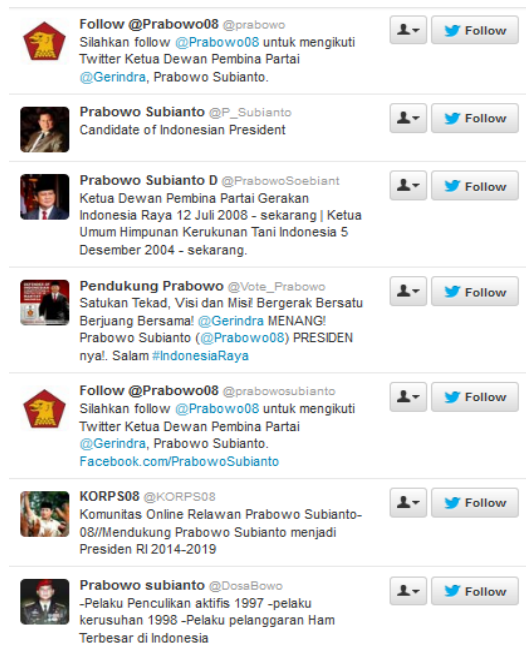 Follow @Prabowo08 @prabowo
Silahkan follow @Prabowo08 untuk mengikuti
Twitter Ketua Dewan Pembina Partai
@Gerindra, Prabowo Subianto.
Follow
Prabowo Subianto @P_Subianto
Candidate of Indonesian President
Follow
Prabowo Subianto D @PrabowoSoebiant
Ketua Dewan Pembina Partai Gerakan
Indonesia Raya 12 Juli 2008 - sekarang | Ketua
Umum Himpunan Kerukunan Tani Indonesia 5
Desember 2004 - sekarang.
Follow
Pendukung Prabowo @Vote_Prabowo
Satukan Tekad, Visi dan Misi! Bergerak Bersatu
Berjuang Bersama! @Gerindra MENANG!
Prabowo Subianto (@Prabowo08) PRESIDEN
nya!. Salam #IndonesiaRaya
Follow
Follow @Prabowo08 @prabowosubianto
Silahkan follow @Prabowo08 untuk mengikuti
Twitter Ketua Dewan Pembina Partai
@Gerindra, Prabowo Subianto.
Facebook.com/PrabowoSubianto
Follow
KORPS08 @KORPS08
Komunitas Online Relawan Prabowo Subianto-
08//Mendukung Prabowo Subianto menjadi
Presiden RI 2014-2019
Follow
Prabowo subianto @DosaBowo
-Pelaku Penculikan aktifis 1997 -pelaku
kerusuhan 1998 -Pelaku pelanggaran Ham
Terbesar di Indonesia
Follow